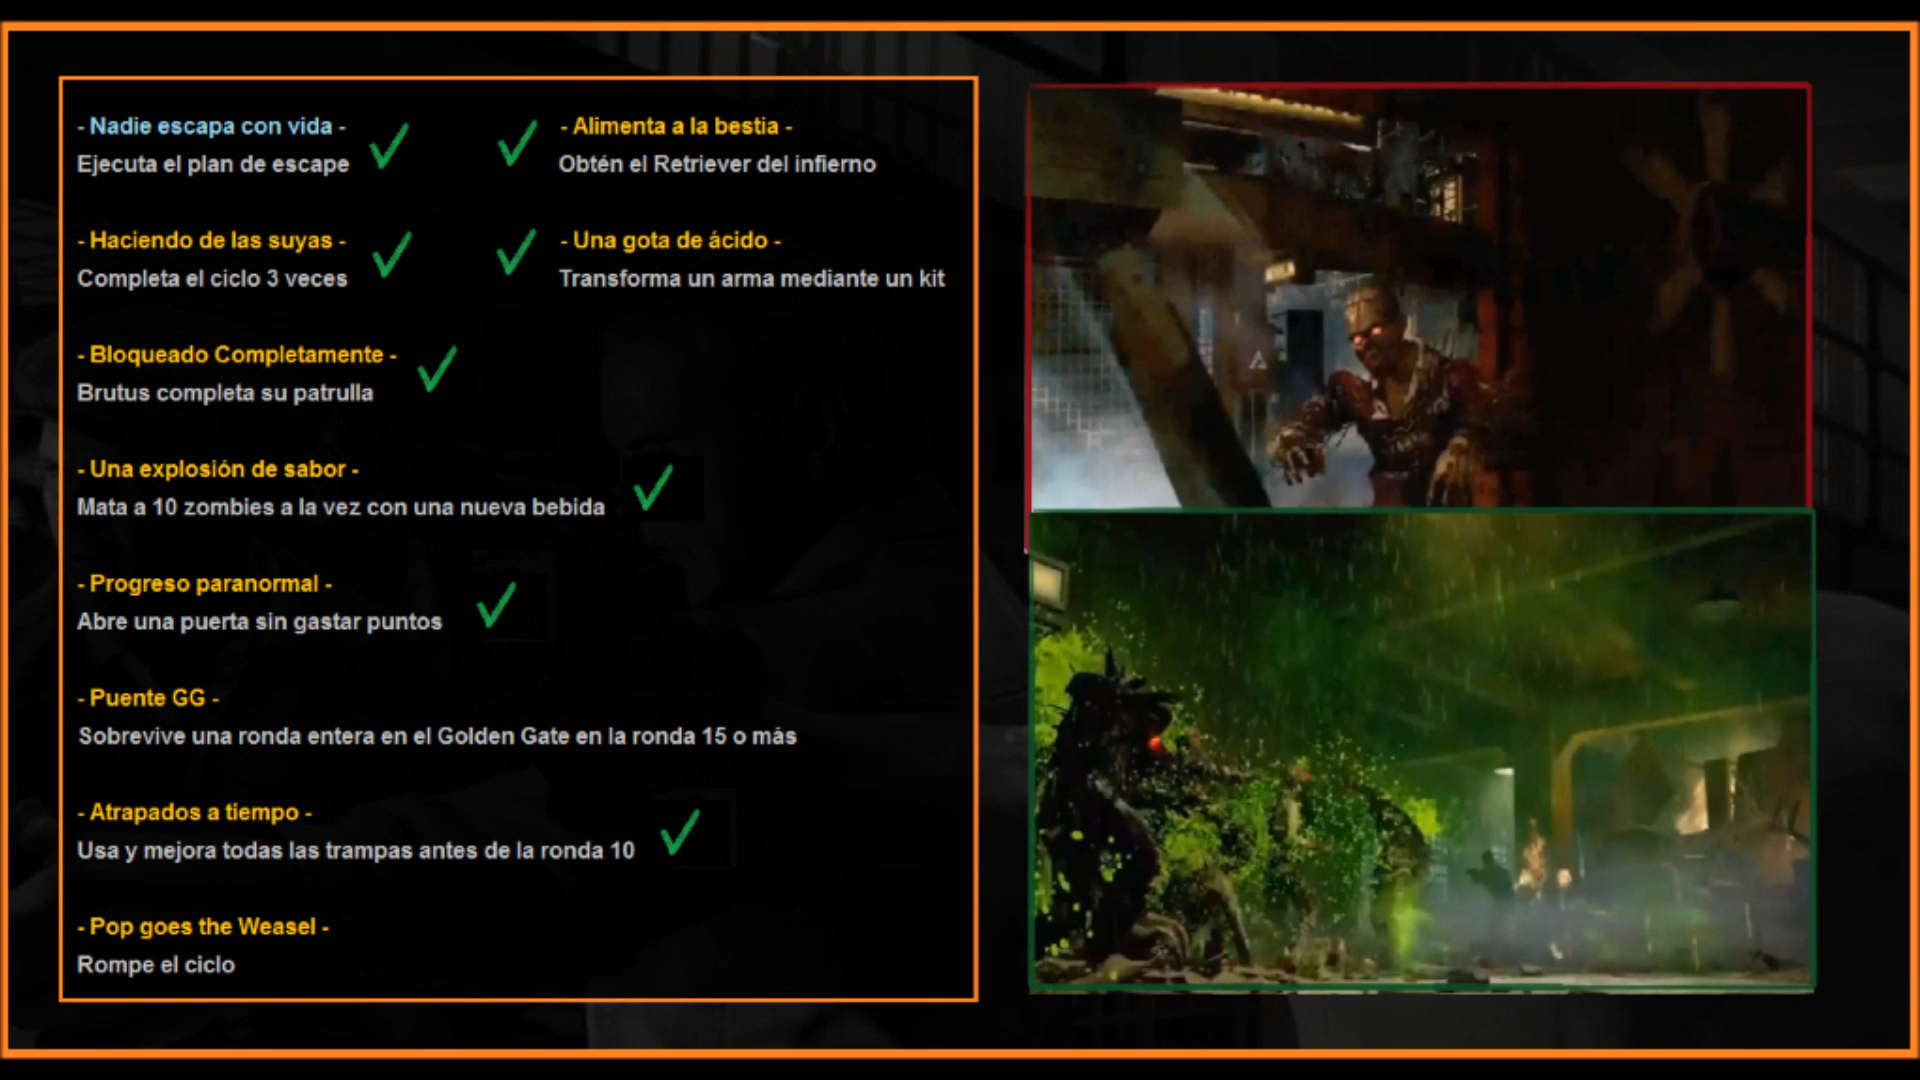 - Nadie escapa con vida -
Ejecuta el plan de escape
- Alimenta a la bestia -
Obtén el Retriever del infierno
- Haciendo de las suyas -
Completa el ciclo 3 veces
- Una gota de ácido -
Transforma un arma mediante un kit
- Bloqueado Completamente -
Brutus completa su patrulla
- Una explosión de sabor -
Mata a 10 zombies a la vez con una nueva bebida
- Progreso paranormal -
Abre una puerta sin gastar puntos
- Puente GG -
Sobrevive una ronda entera en el Golden Gate en la ronda 15 o más
- Atrapados a tiempo -
Usa y mejora todas las trampas antes de la ronda 10
- Pop goes the Weasel -
Rompe el ciclo